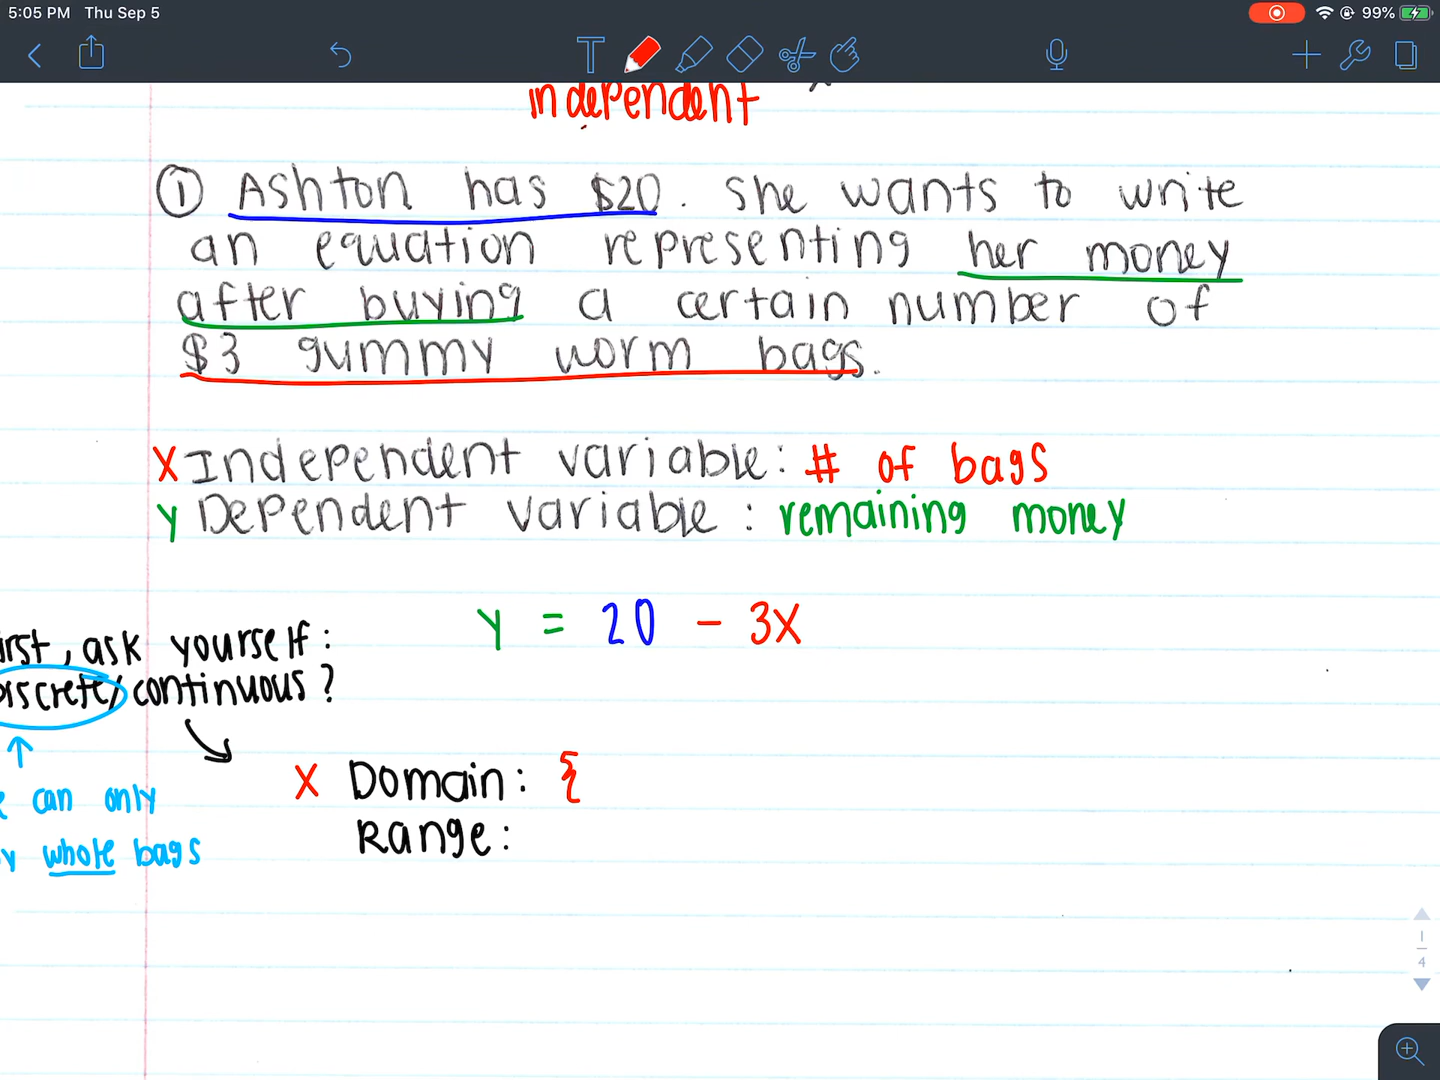 5:05 PM Thu Sep 5
99%
independent
① Ashton has $20. She wants to write
an equation representing her money
after buying a certain number of
$3 gummy worm bags.
X Independent variable: # of bags
y Dependent variable: remaining money
y = 20 - 3x
ask yourself:
Discrete/continuous?
X Domain: {
can only
Range:
whole bags
1
4